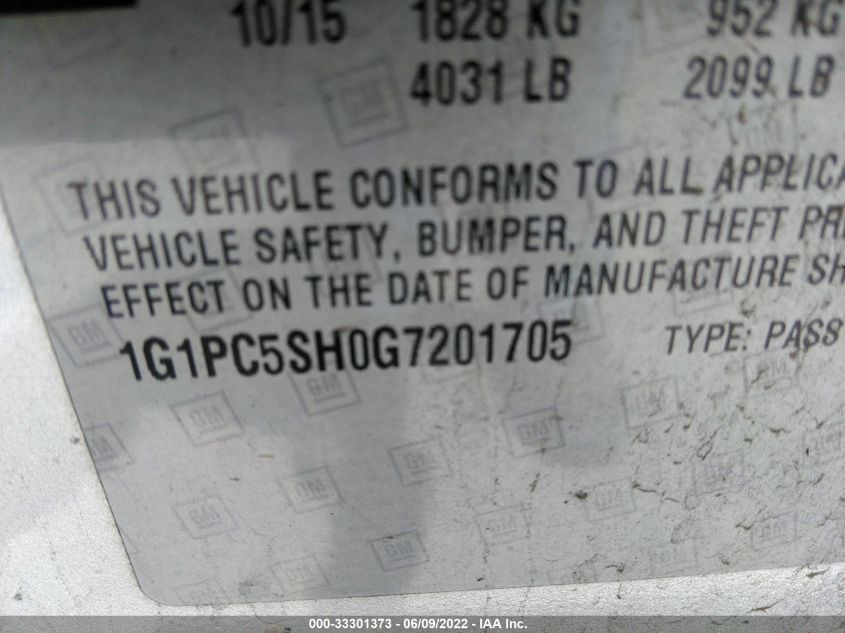 10/15 1828 KG 952 KG
4031 LB 2099 LB
THIS VEHICLE CONFORMS TO ALL APPLICA
VEHICLE SAFETY, BUMPER, AND THEFT PRE
EFFECT ON THE DATE OF MANUFACTURE SH
1G1PC5SH0G7201705 TYPE: PASS
GM
000-33301373 - 06/09/2022 - IAA Inc.